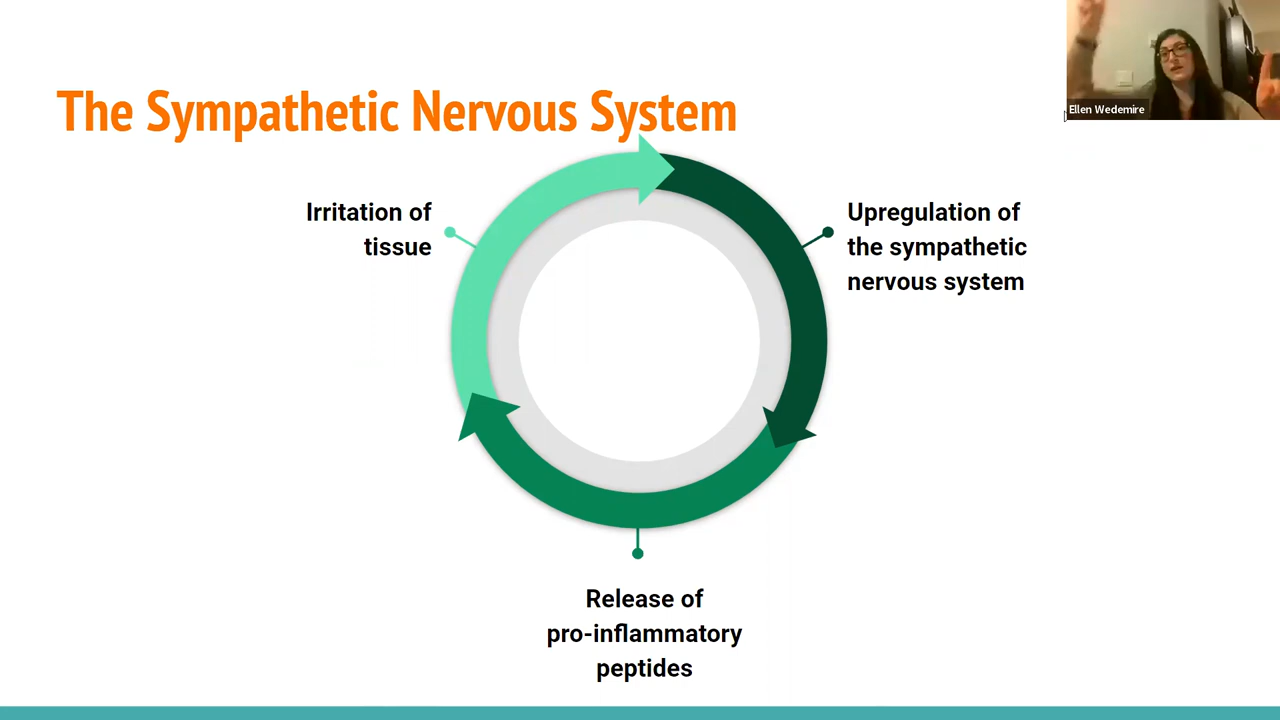 The Sympathetic Nervous System
Ellen Wedemire
Irritation of
tissue
Upregulation of
the sympathetic
nervous system
Release of
pro-inflammatory
peptides